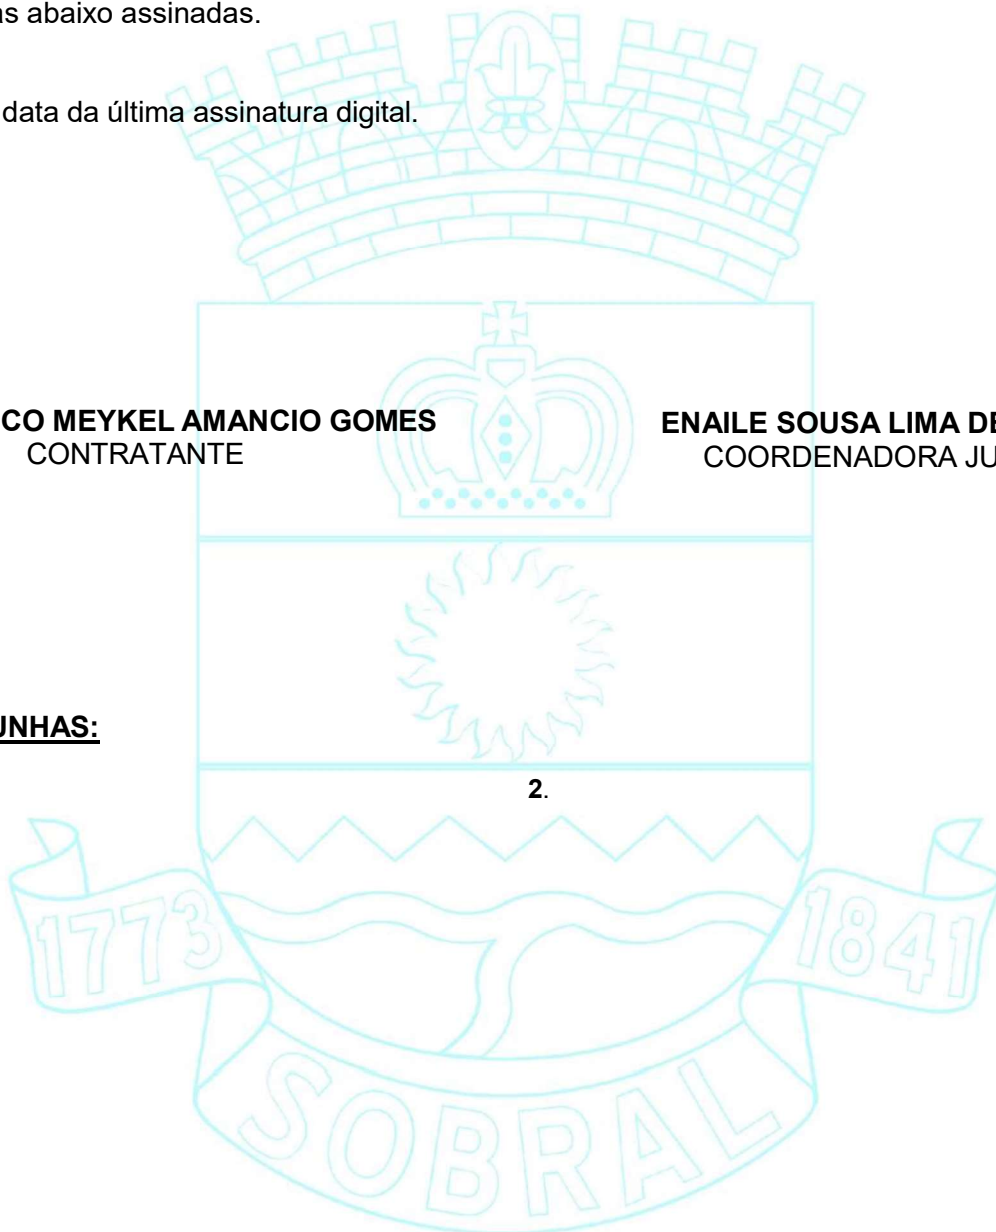 as abaixo assinadas.
data da última assinatura digital.
CO MEYKEL AMANCIO GOMES
CONTRATANTE
ENAILE SOUSA LIMA DE
COORDENADORA JU
UNHAS:
2.
1773
1841
SOBRAL